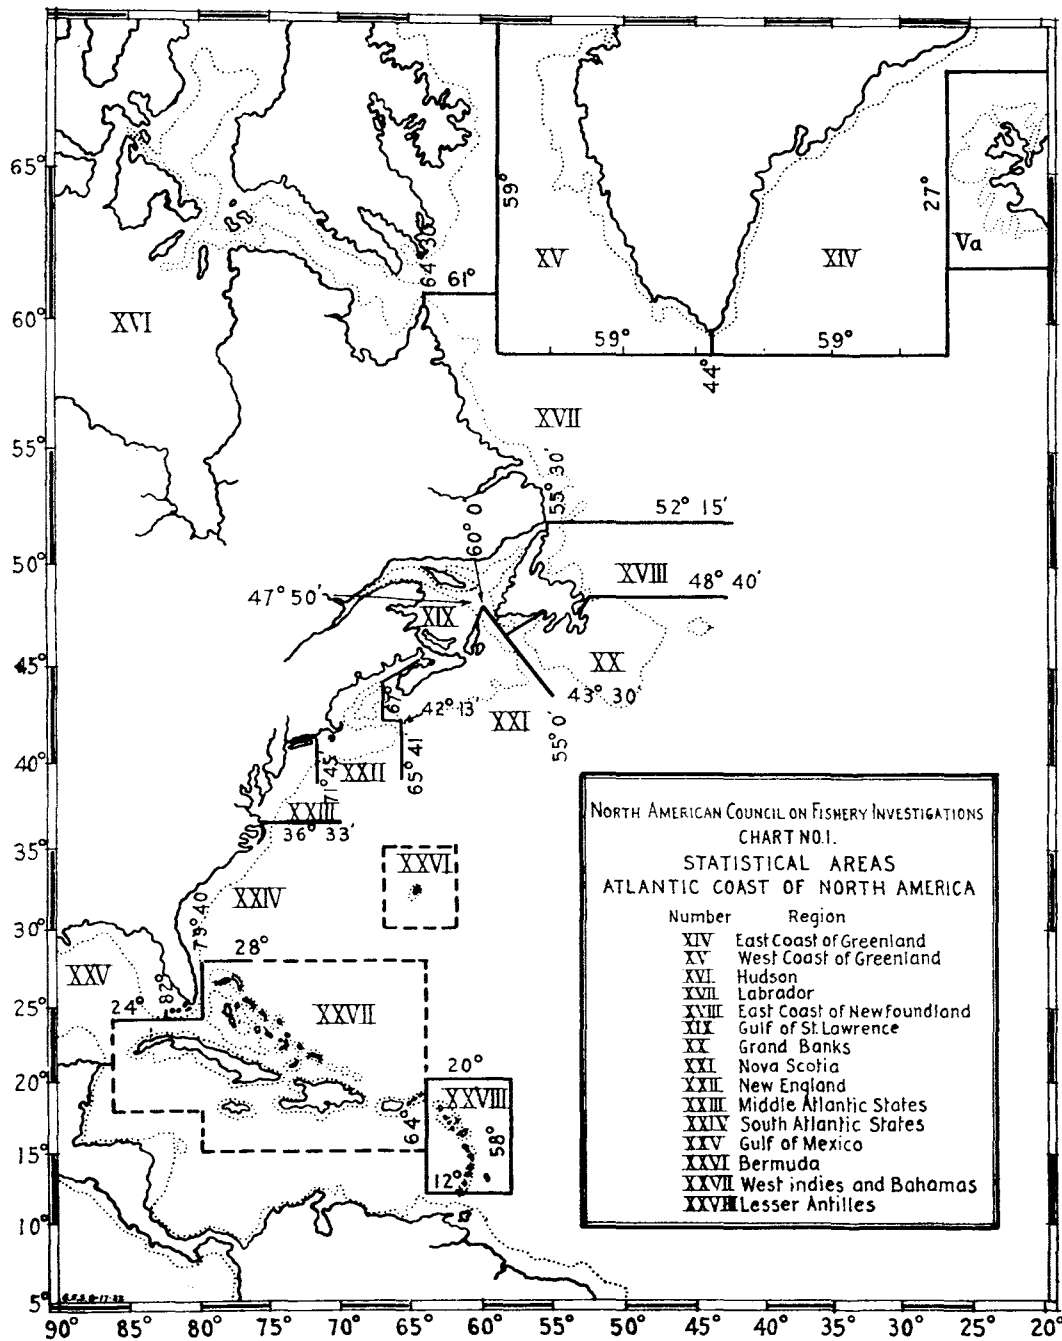 65°
60°
55°
50°
45°
40°
35°
30°
25°
20°
15°
10°
5°
90°
85°
80°
75°
70°
65°
60°
55°
50°
45°
40°
35°
30°
25°
20°
59°
27°
Va
XV
XIV
64° 30'
61°
XVI
59°
59°
44°
XVII
55° 30'
52° 15'
60° 0'
XVIII
48° 40'
47° 50'
XIX
XX
43° 30'
67°
42° 13'
XXI
55° 0'
65° 41'
71° 45'
XXII
XXIII
36° 33'
XXVI
XXIV
79° 40'
28°
XXV
24°
82°
XXVII
20°
XXVIII
64°
58°
12°
NORTH AMERICAN COUNCIL ON FISHERY INVESTIGATIONS
CHART NO.1.
STATISTICAL AREAS
ATLANTIC COAST OF NORTH AMERICA
Number Region
XIV East Coast of Greenland
XV West Coast of Greenland
XVI Hudson
XVII Labrador
XVIII East Coast of Newfoundland
XIX Gulf of St. Lawrence
XX Grand Banks
XXI Nova Scotia
XXII New England
XXIII Middle Atlantic States
XXIV South Atlantic States
XXV Gulf of Mexico
XXVI Bermuda
XXVII West indies and Bahamas
XXVIII Lesser Antilles